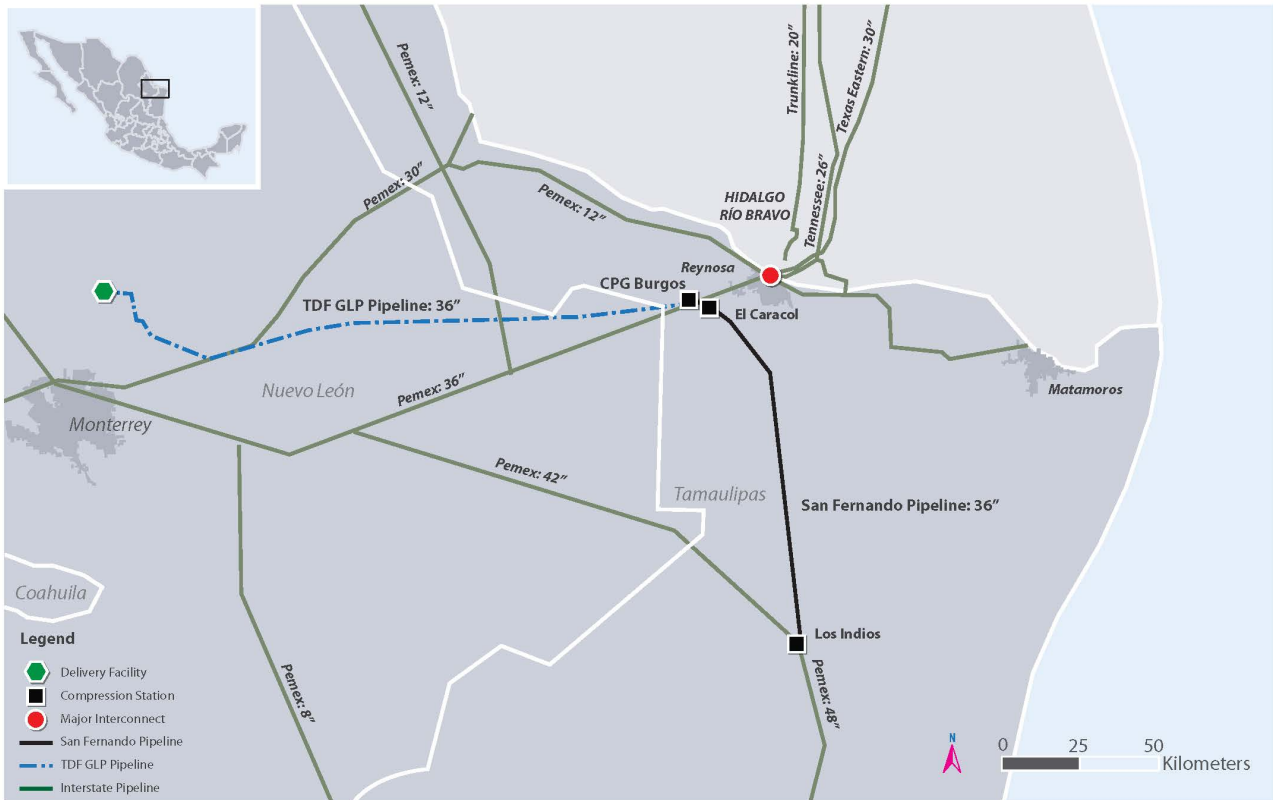 Pemex: 12”
Trunkline: 20”
Texas Eastern: 30”
Tennessee: 26”
Pemex: 30”
Pemex: 12”
HIDALGO
RÍO BRAVO
Reynosa
CPG Burgos
El Caracol
TDF GLP Pipeline: 36”
Nuevo León
Pemex: 36”
Matamoros
Monterrey
Pemex: 42”
Tamaulipas
San Fernando Pipeline: 36”
Coahuila
Los Indios
Pemex: 8”
Pemex: 48”
Legend
Delivery Facility
Compression Station
Major Interconnect
San Fernando Pipeline
TDF GLP Pipeline
Interstate Pipeline
N
0 25 50
Kilometers